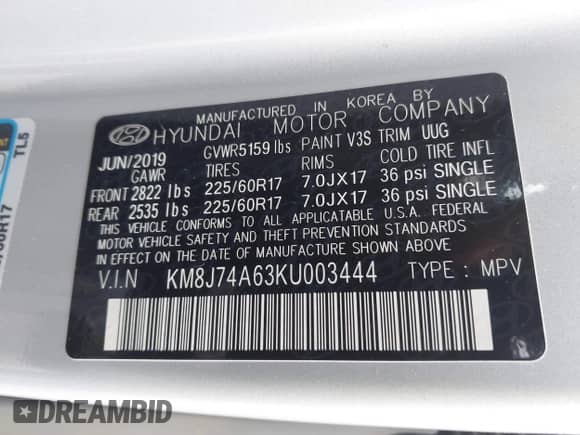 MANUFACTURED IN KOREA BY
HYUNDAI MOTOR COMPANY
JUN/2019 GVWR5159 lbs PAINT V3S TRIM UUG
GAWR TIRES RIMS COLD TIRE INFL
FRONT 2822 lbs 225/60R17 7.0JX17 36 psi SINGLE
REAR 2535 lbs 225/60R17 7.0JX17 36 psi SINGLE
THIS VEHICLE CONFORMS TO ALL APPLICABLE U.S.A. FEDERAL
MOTOR VEHICLE SAFETY AND THEFT PREVENTION STANDARDS IN
EFFECT ON THE DATE OF MANUFACTURE SHOWN ABOVE.
V.I.N KM8J74A63KU003444 TYPE : MPV
TL5
DREAMBID